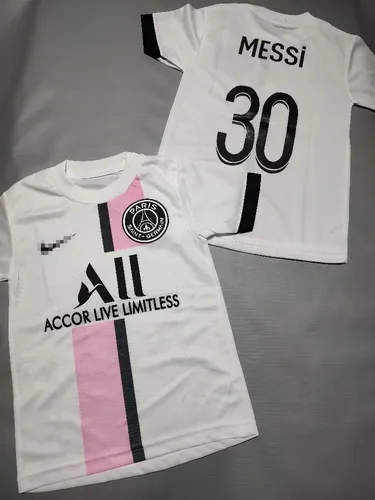 MESSi
30
PARIS
SAINT-GERMAIN
All
ACCOR LIVE LIMITLESS